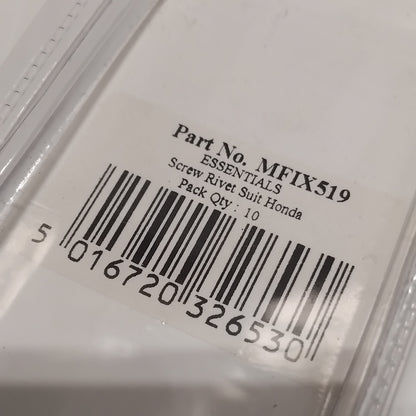 Part No. MFIX519
ESSENTIALS
Screw Rivet Suit Honda
Pack Qty : 10
5 016720 326530